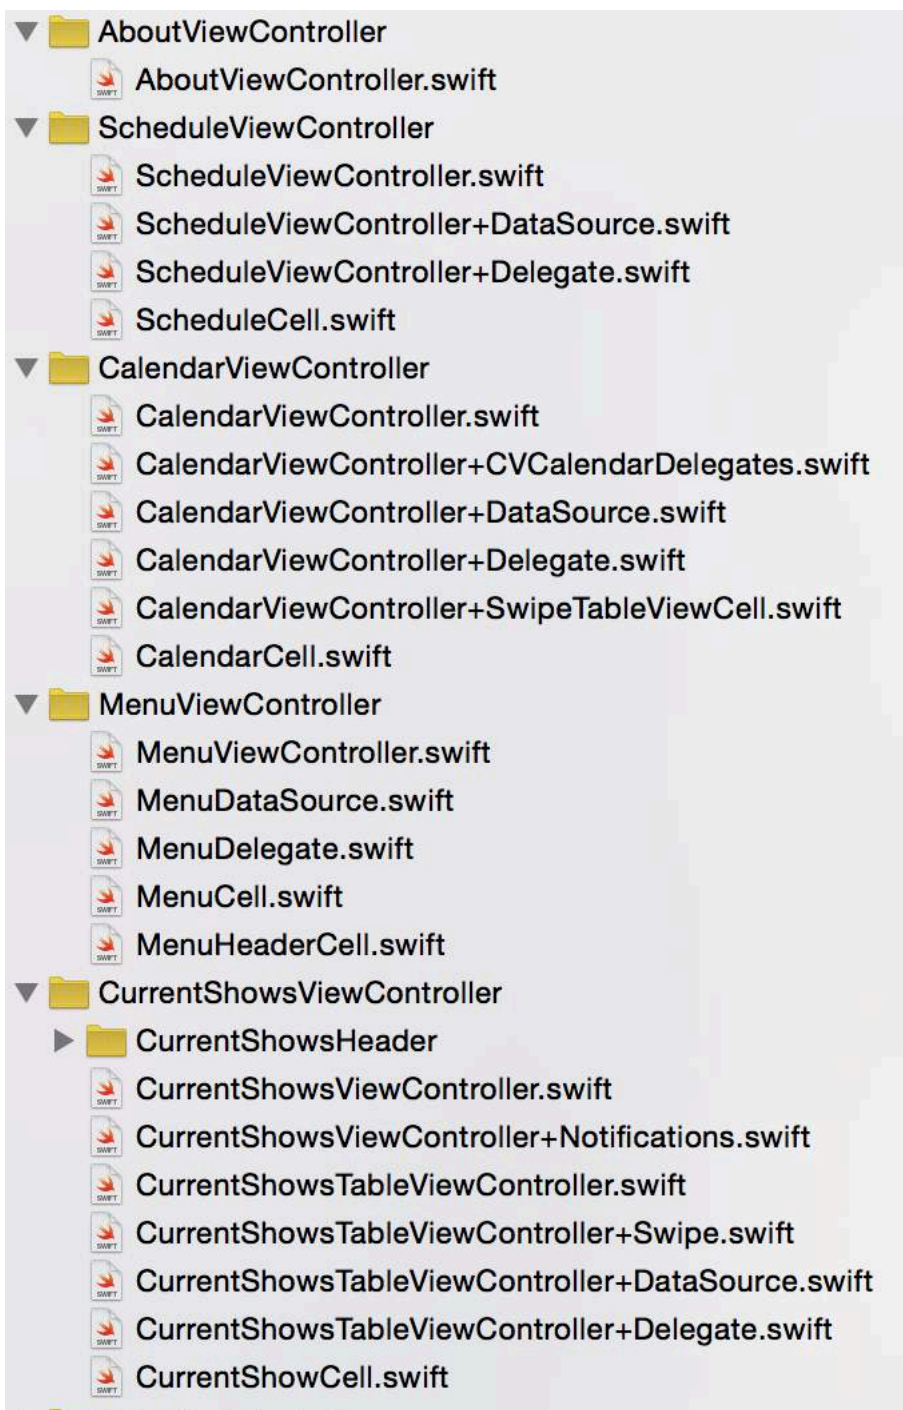 AboutViewController
AboutViewController.swift
ScheduleViewController
ScheduleViewController.swift
ScheduleViewController+DataSource.swift
ScheduleViewController+Delegate.swift
ScheduleCell.swift
CalendarViewController
CalendarViewController.swift
CalendarViewController+CVCalendarDelegates.swift
CalendarViewController+DataSource.swift
CalendarViewController+Delegate.swift
CalendarViewController+SwipeTableViewCell.swift
CalendarCell.swift
MenuViewController
MenuViewController.swift
MenuDataSource.swift
MenuDelegate.swift
MenuCell.swift
MenuHeaderCell.swift
CurrentShowsViewController
CurrentShowsHeader
CurrentShowsViewController.swift
CurrentShowsViewController+Notifications.swift
CurrentShowsTableViewController.swift
CurrentShowsTableViewController+Swipe.swift
CurrentShowsTableViewController+DataSource.swift
CurrentShowsTableViewController+Delegate.swift
CurrentShowCell.swift